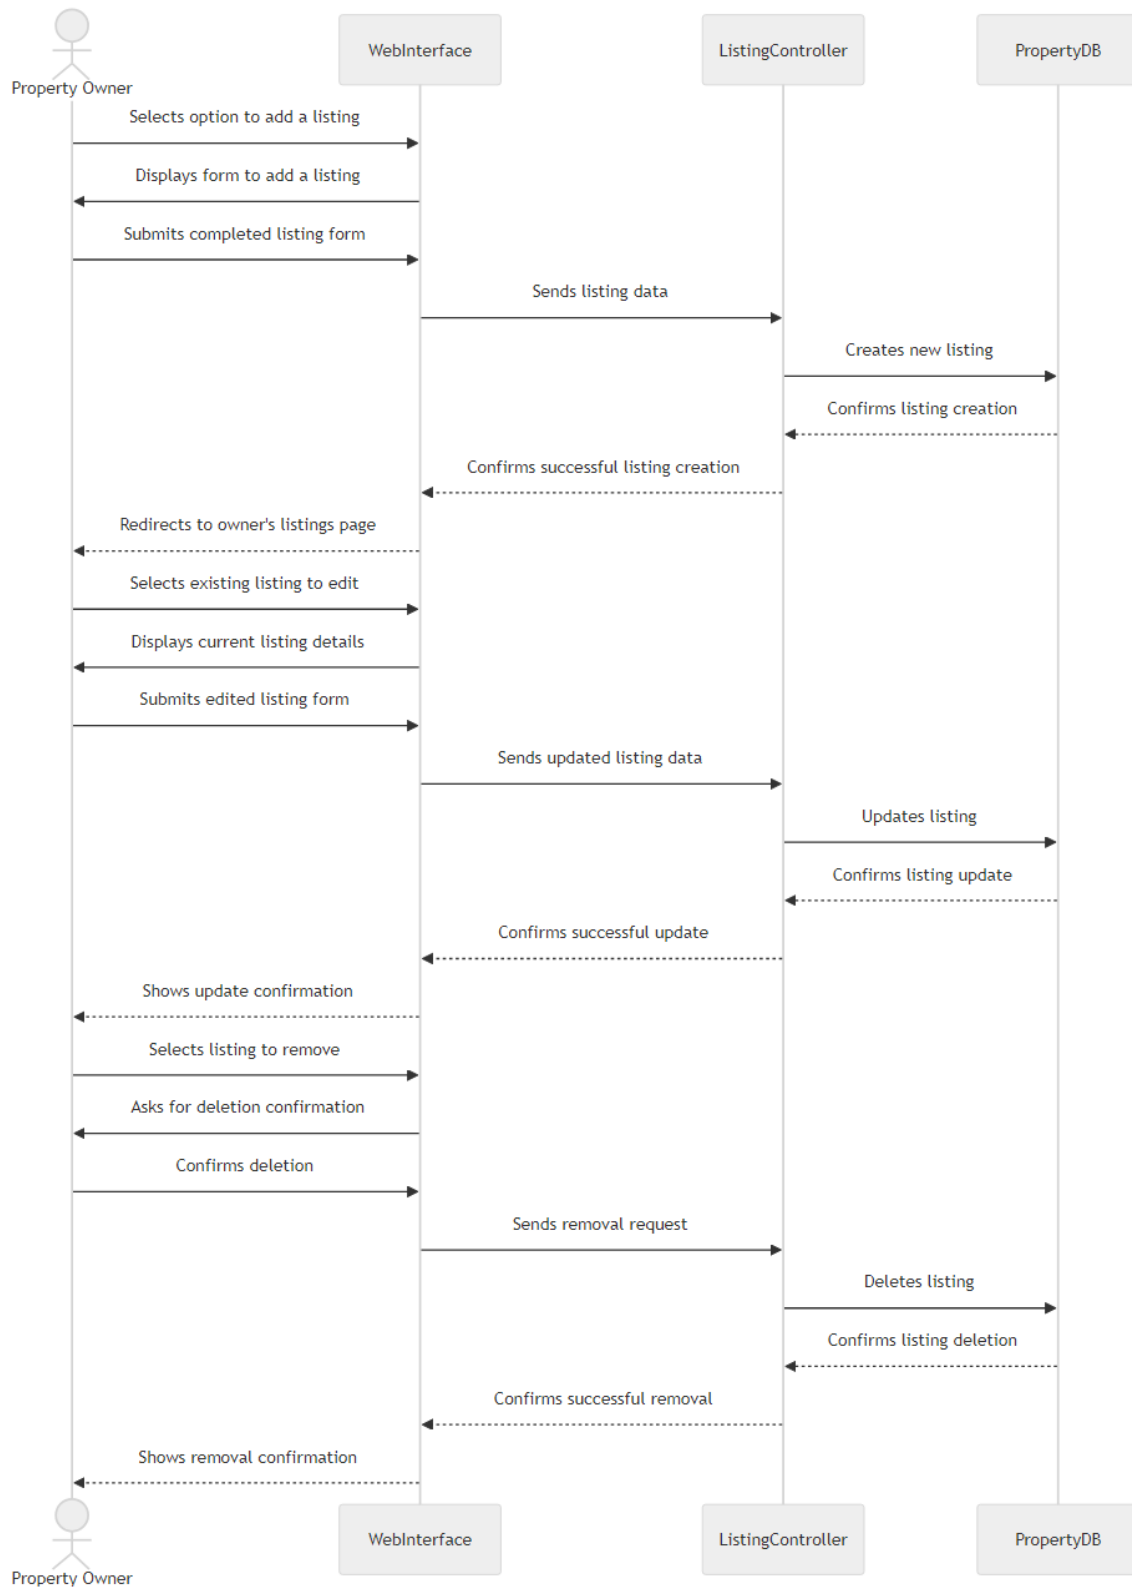 WebInterface
ListingController
PropertyDB
Property Owner
Selects option to add a listing
Displays form to add a listing
Submits completed listing form
Sends listing data
Creates new listing
Confirms listing creation
Confirms successful listing creation
Redirects to owner's listings page
Selects existing listing to edit
Displays current listing details
Submits edited listing form
Sends updated listing data
Updates listing
Confirms listing update
Confirms successful update
Shows update confirmation
Selects listing to remove
Asks for deletion confirmation
Confirms deletion
Sends removal request
Deletes listing
Confirms listing deletion
Confirms successful removal
Shows removal confirmation
WebInterface
ListingController
PropertyDB
Property Owner